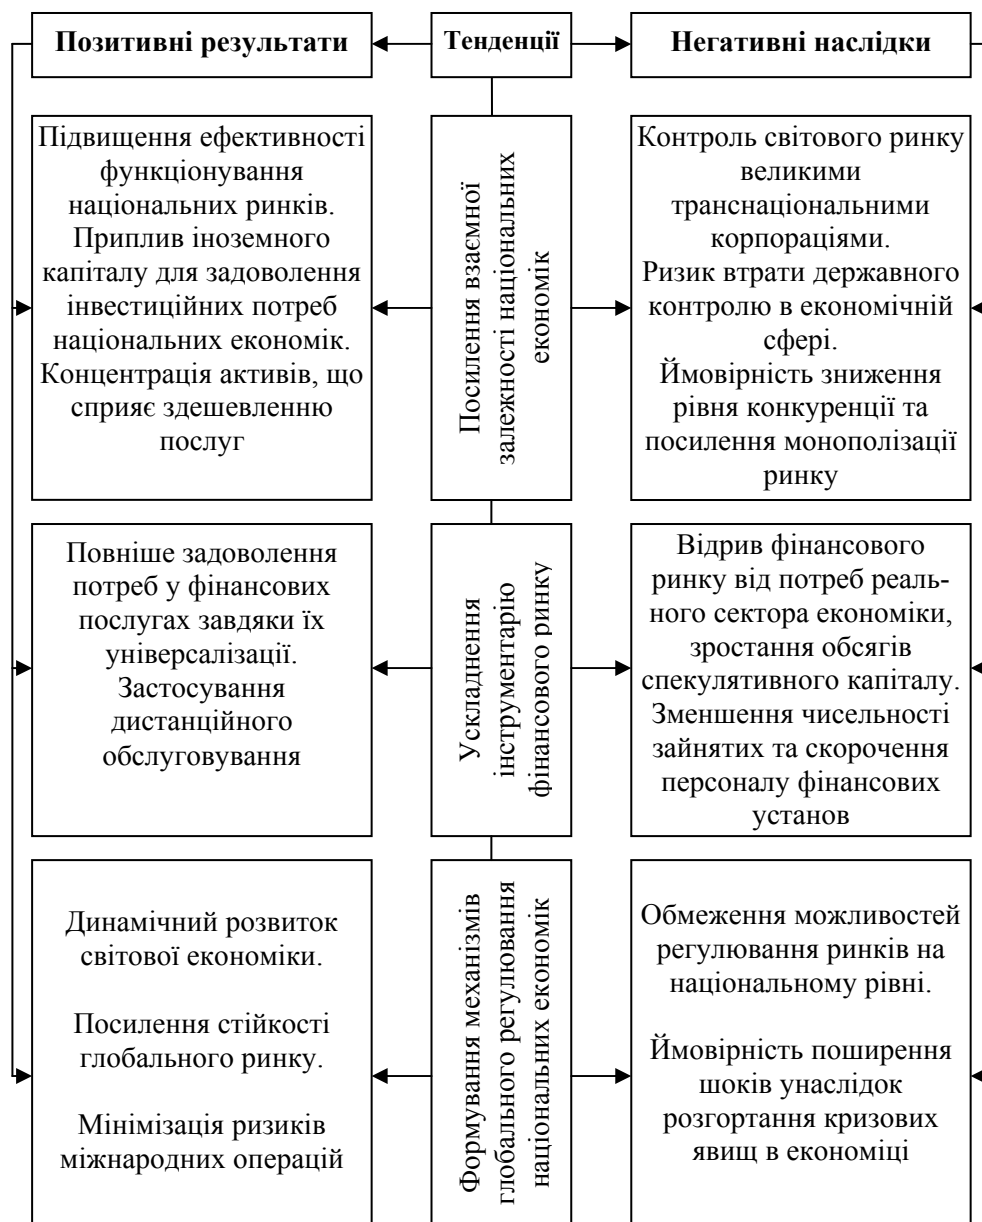 Позитивні результати
Тенденції
Негативні наслідки
Підвищення ефективності
функціонування
національних ринків.
Приплив іноземного
капіталу для задоволення
інвестиційних потреб
національних економік.
Концентрація активів, що
сприяє здешевленню
послуг
Посилення взаємної
залежності національних
економік
Контроль світового ринку
великими
транснаціональними
корпораціями.
Ризик втрати державного
контролю в економічній
сфері.
Ймовірність зниження
рівня конкуренції та
посилення монополізації
ринку
Повніше задоволення
потреб у фінансових
послугах завдяки їх
універсалізації.
Застосування
дистанційного
обслуговування
Ускладнення
інструментарію
фінансового ринку
Відрив фінансового
ринку від потреб реаль-
ного сектора економіки,
зростання обсягів
спекулятивного капіталу.
Зменшення чисельності
зайнятих та скорочення
персоналу фінансових
установ
Динамічний розвиток
світової економіки.
Посилення стійкості
глобального ринку.
Мінімізація ризиків
міжнародних операцій
Формування механізмів
глобального регулювання
національних економік
Обмеження можливостей
регулювання ринків на
національному рівні.
Ймовірність поширення
шоків унаслідок
розгортання кризових
явищ в економіці